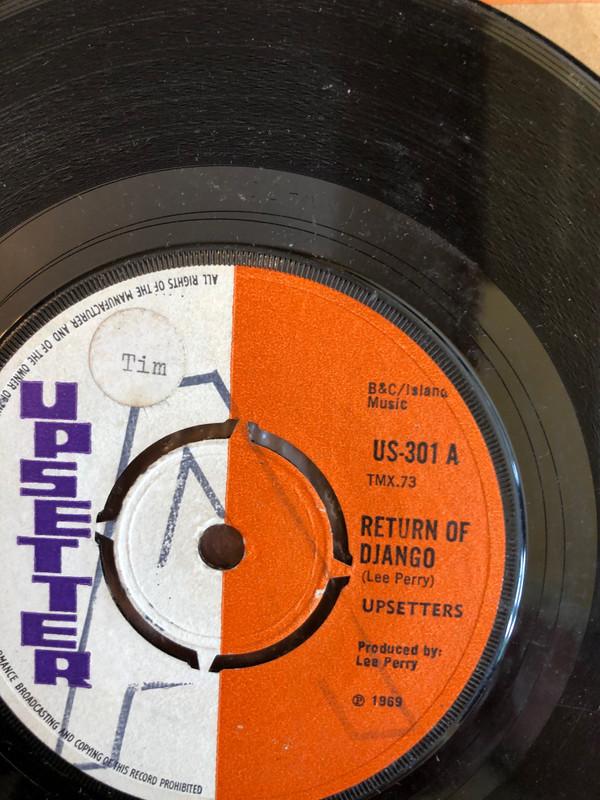 ALL RIGHTS OF THE MANUFACTURER AND OF THE OWNER OF
Tim
UPSETTER
B&C/Island
Music
US-301 A
TMX.73
RETURN OF
DJANGO
(Lee Perry)
UPSETTERS
Produced by:
Lee Perry
℗ 1969
BROADCASTING AND COPYING OF THIS RECORD PROHIBITED